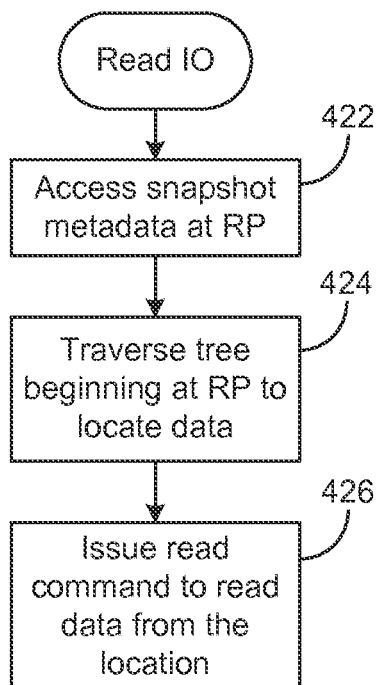 Read IO
422
Access snapshot
metadata at RP
424
Traverse tree
beginning at RP to
locate data
426
Issue read
command to read
data from the
location